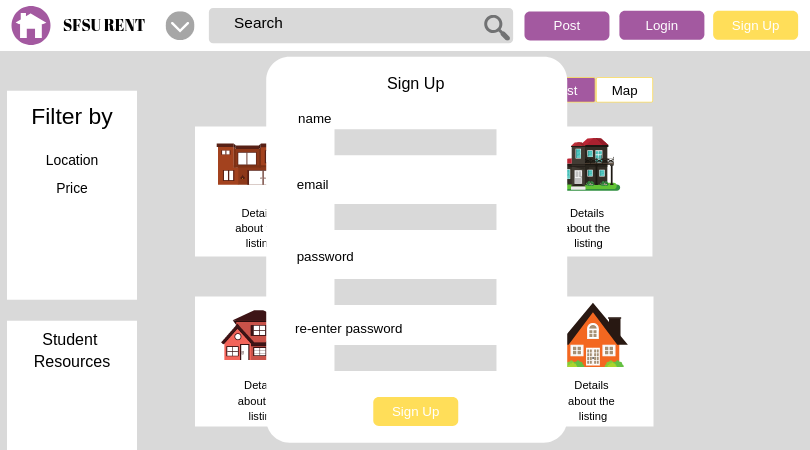 SFSU RENT
Search
Post
Login
Sign Up
Sign Up
st
Map
Filter by
Location
Price
name
email
password
re-enter password
Sign Up
Detai
about
listin
Details
about the
listing
Student
Resources
Deta
about
listin
Details
about the
listing